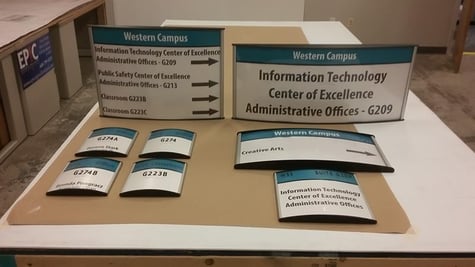 EPIC
Western Campus
Information Technology Center of Excellence
Administrative Offices - G209
Public Safety Center of Excellence
Administrative Offices - G213
Classroom G223B
Classroom G223C
Western Campus
Information Technology
Center of Excellence
Administrative Offices - G209
G274A
G274
G274B
G223B
Western Campus
Creative Arts
Information Technology
Center of Excellence
Administrative Offices